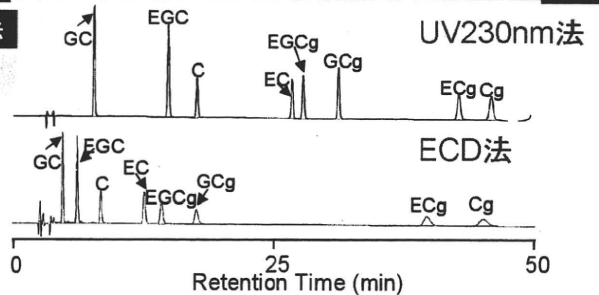 法
GC
EGC
C
EC
EGCg
GCg
ECg
Cg
UV230nm法
GC
EGC
C
EC
EGCg
GCg
ECg
Cg
ECD法
0 25 50
Retention Time (min)